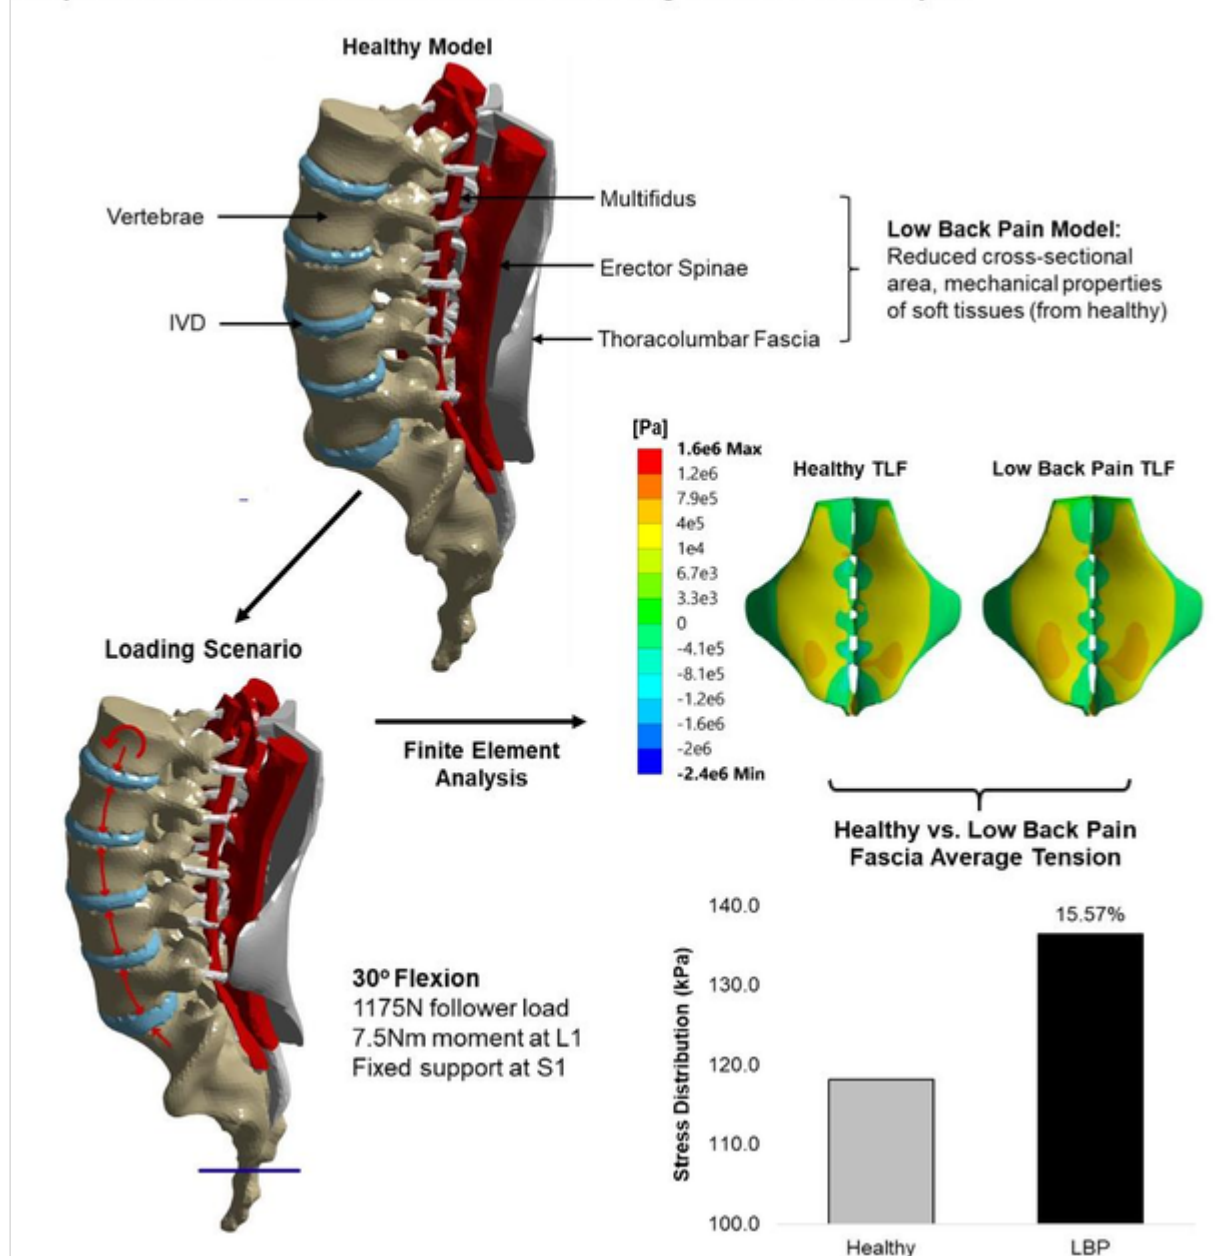 Healthy Model
Vertebrae
IVD
Multifidus
Erector Spinae
Thoracolumbar Fascia
Low Back Pain Model:
Reduced cross-sectional
area, mechanical properties
of soft tissues (from healthy)
Loading Scenario
30º Flexion
1175N follower load
7.5Nm moment at L1
Fixed support at S1
Finite Element
Analysis
[Pa]
1.6e6 Max
1.2e6
7.9e5
4e5
1e4
6.7e3
3.3e3
0
-4.1e5
-8.1e5
-1.2e6
-1.6e6
-2e6
-2.4e6 Min
Healthy TLF
Low Back Pain TLF
Healthy vs. Low Back Pain
Fascia Average Tension
Stress Distribution (kPa)
140.0
130.0
120.0
110.0
100.0
15.57%
Healthy
LBP